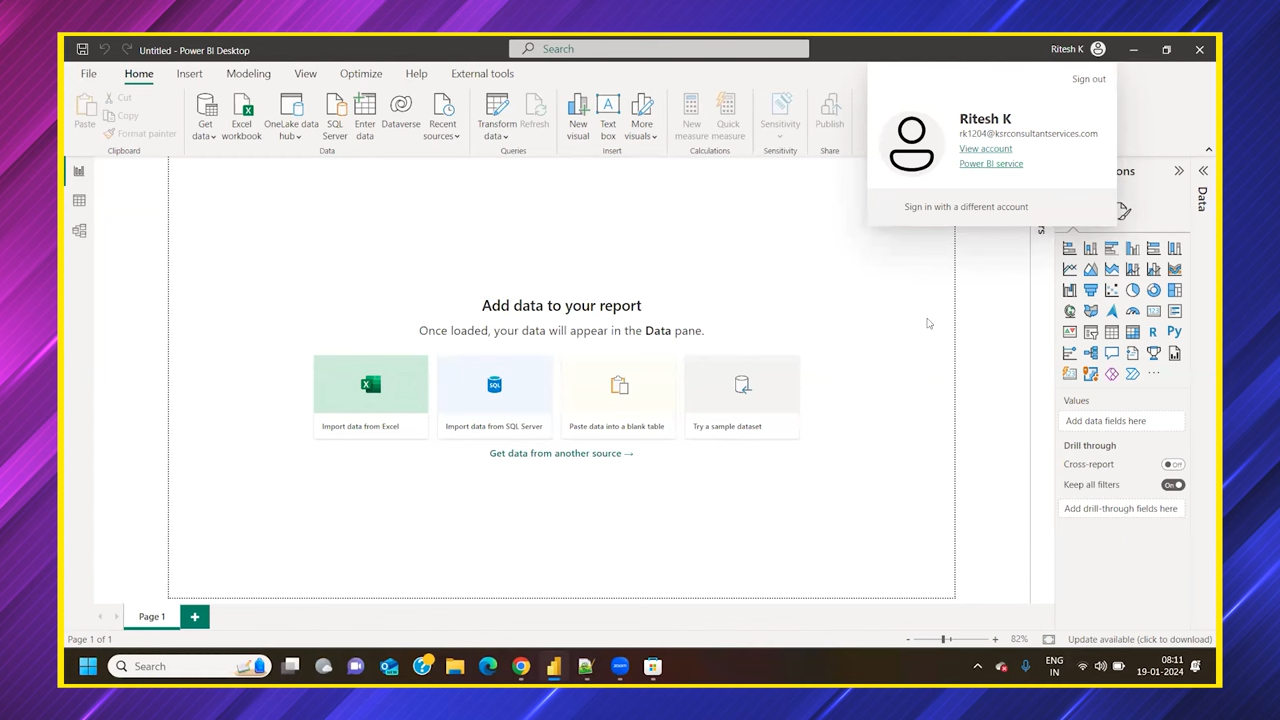 Untitled - Power BI Desktop
Search
Ritesh K
File Home Insert Modeling View Optimize Help External tools
Sign out
Ritesh K
rk1204@ksrconsultantservices.com
View account
Power BI service
Sign in with a different account
Paste
Cut
Copy
Format painter
Clipboard
Get data
Excel workbook
OneLake data hub
SQL Server
Enter data
Dataverse
Recent sources
Data
Transform data
Refresh
Queries
New visual
Text box
More visuals
Insert
New measure
Quick measure
Calculations
Sensitivity
Sensitivity
Publish
Share
ons
Data
rs
Add data to your report
Once loaded, your data will appear in the Data pane.
SQL
Import data from Excel
Import data from SQL Server
Paste data into a blank table
Try a sample dataset
Get data from another source →
R
Py
Values
Add data fields here
Drill through
Cross-report
Off
Keep all filters
On
Add drill-through fields here
Page 1
Page 1 of 1
82%
Update available (click to download)
Search
zoom
ENG
IN
08:11
19-01-2024